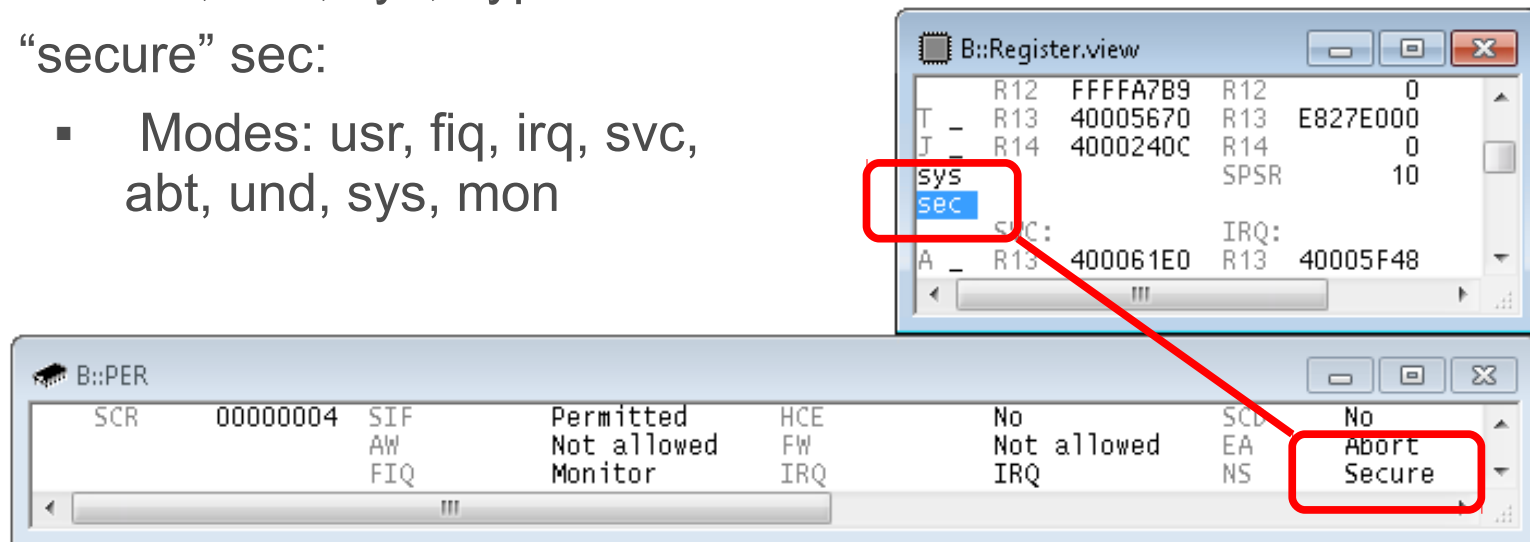 “secure” sec:
▪ Modes: usr, fiq, irq, svc,
abt, und, sys, mon
B::Register.view
R12 FFFFA7B9 R12 0
T _ R13 40005670 R13 E827E000
J _ R14 4000240C R14 0
sys SPSR 10
sec
SVC: IRQ:
A _ R13 400061E0 R13 40005F48
B::PER
SCR 00000004 SIF Permitted HCE No SCD No
AW Not allowed FW Not allowed EA Abort
FIQ Monitor IRQ IRQ NS Secure